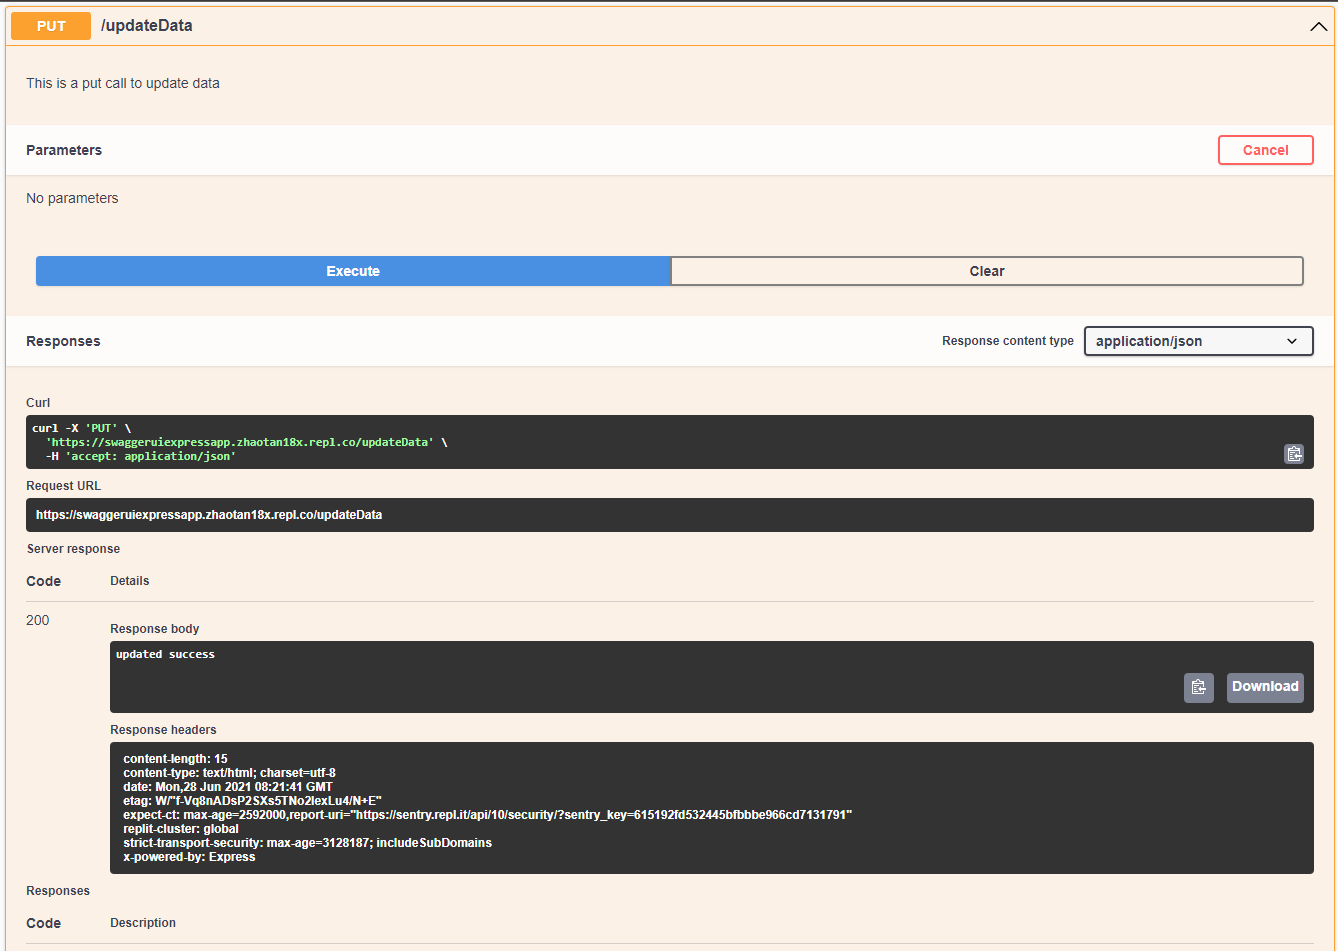 PUT /updateData
This is a put call to update data
Parameters Cancel
No parameters
Execute Clear
Responses Response content type application/json
Curl
curl -X 'PUT' \
'https://swaggeruiexpressapp.zhaotan18x.repl.co/updateData' \
-H 'accept: application/json'
Request URL
https://swaggeruiexpressapp.zhaotan18x.repl.co/updateData
Server response
Code Details
200
Response body
updated success
Download
Response headers
content-length: 15
content-type: text/html; charset=utf-8
date: Mon,28 Jun 2021 08:21:41 GMT
etag: W/"f-Vq8nADsP2SXs5TNo2lexLu4/N+E"
expect-ct: max-age=2592000,report-uri="https://sentry.repl.it/api/10/security/?sentry_key=615192fd532445bfbbbe966cd7131791"
replit-cluster: global
strict-transport-security: max-age=3128187; includeSubDomains
x-powered-by: Express
Responses
Code Description